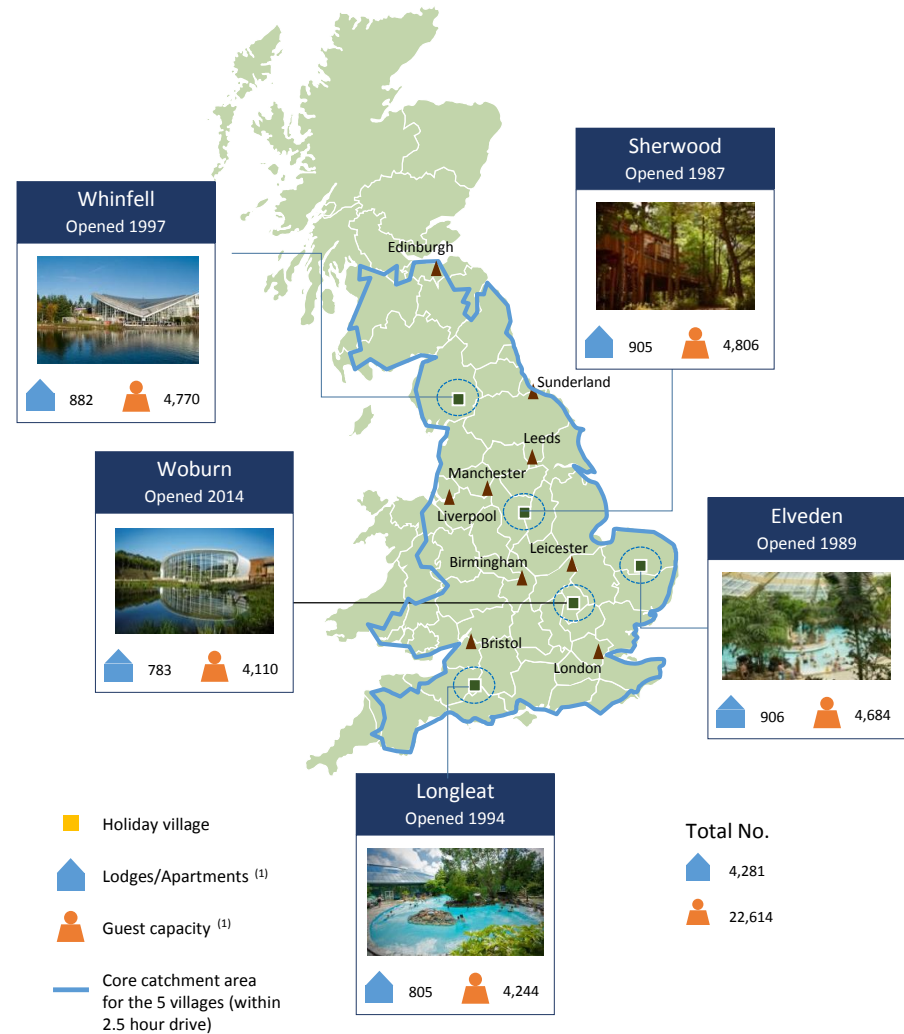 Sherwood
Opened 1987
905
4,806
Whinfell
Opened 1997
882
4,770
Edinburgh
Sunderland
Leeds
Manchester
Liverpool
Woburn
Opened 2014
783
4,110
Elveden
Opened 1989
906
4,684
Leicester
Birmingham
Bristol
London
Longleat
Opened 1994
805
4,244
Holiday village
Lodges/Apartments (1)
Guest capacity (1)
Core catchment area
for the 5 villages (within
2.5 hour drive)
Total No.
4,281
22,614